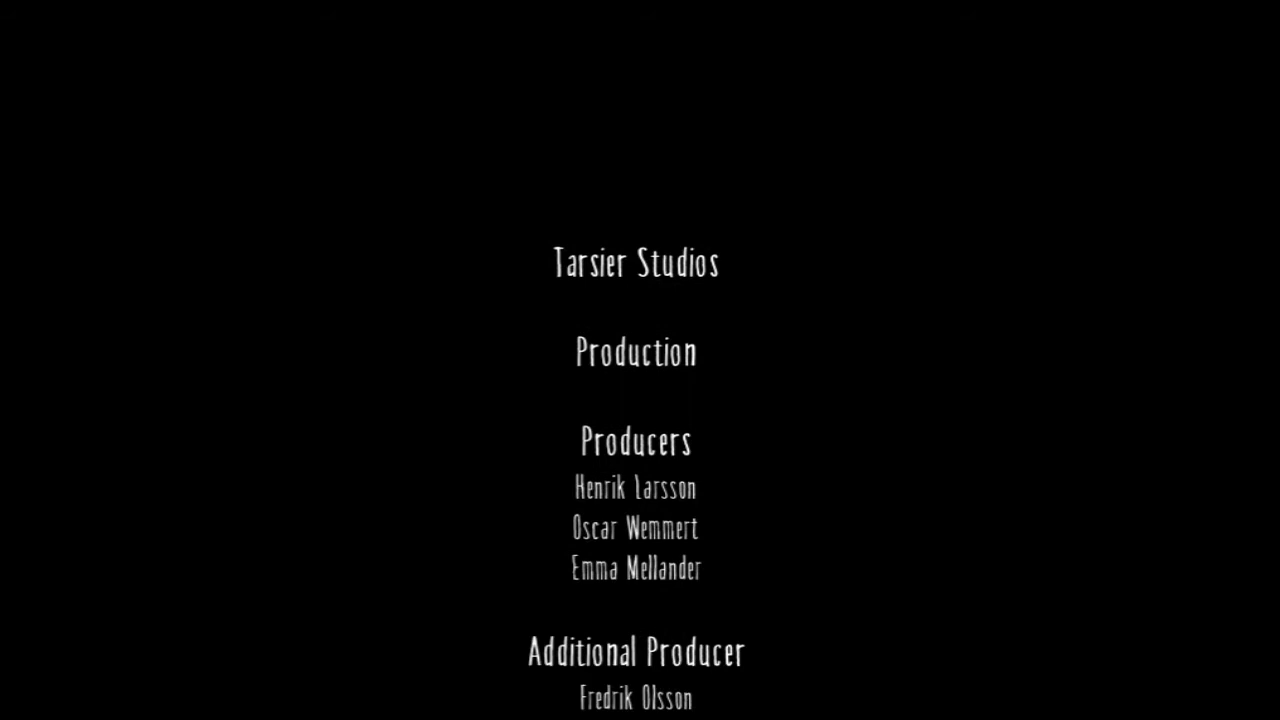 Tarsier Studios
Production
Producers
Henrik Larsson
Oscar Wemmert
Emma Mellander
Additional Producer
Fredrik Olsson